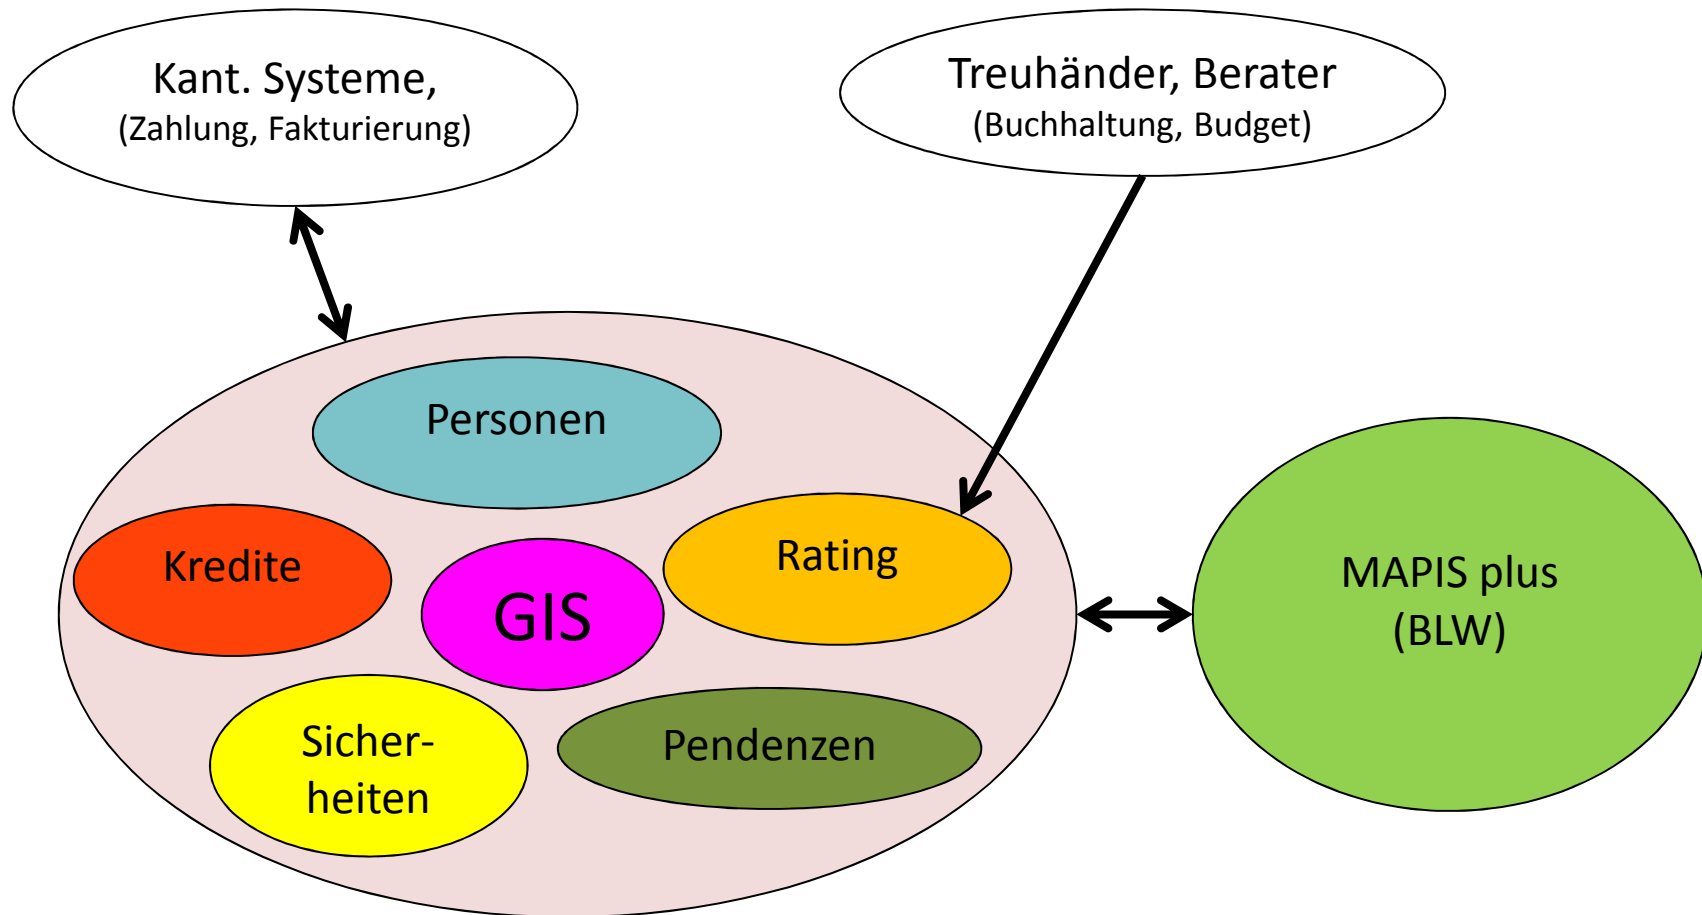 Kant. Systeme,
(Zahlung, Fakturierung)
Treuhänder, Berater
(Buchhaltung, Budget)
Personen
Kredite
GIS
Rating
Sicher-
heiten
Pendenzen
MAPIS plus
(BLW)